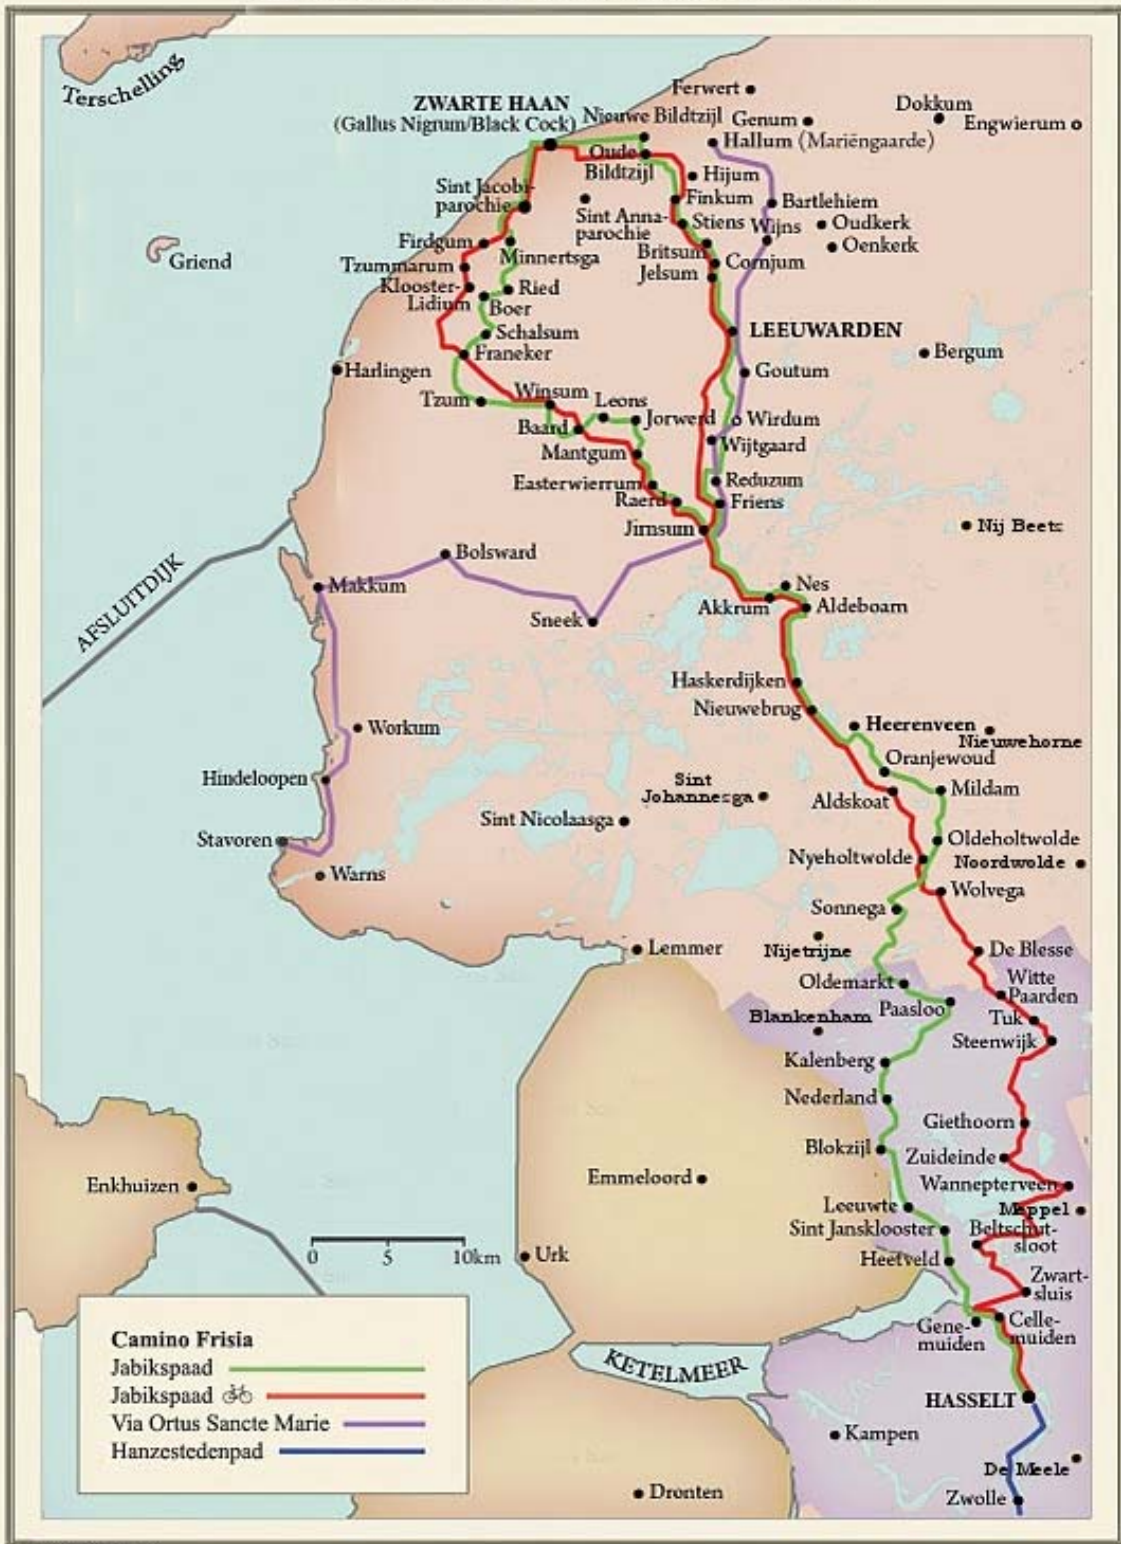 Terschelling
Ferwert
ZWARTE HAAN
(Gallus Nigrum/Black Cock)
Nieuwe Bildtzijl
Genum
Dokkum
Engwierum
Hallum (Mariëngaarde)
Oude
Bildtzijl
Hijum
Sint Jacobi-
parochie
Finkum
Bartlehiem
Sint Anna-
parochie
Stiens
Wijns
Oudkerk
Firdgum
Minnertsga
Britsum
Oenkerk
Griend
Tzummarum
Cornjum
Jelsum
Klooster-
Lidium
Ried
Boer
Schalsum
LEEUWARDEN
Franeker
Bergum
Harlingen
Goutum
Winsum
Leons
Tzum
Jorwerd
Wirdum
Baard
Mantgum
Wijtgaard
Easterwierrum
Reduzum
Raerd
Friens
Jirnsum
Nij Beets
AFSLUITDIJK
Bolsward
Makkum
Nes
Akkrum
Aldeboarn
Sneek
Haskerdijken
Nieuwebrug
Workum
Heerenveen
Nieuwehorne
Oranjewoud
Hindeloopen
Sint
Johannesga
Mildam
Aldskoat
Sint Nicolaasga
Stavoren
Oldeholtwolde
Nyeholtwolde
Noordwolde
Warns
Wolvega
Sonnega
Lemmer
Nijetrijne
De Blesse
Oldemarkt
Witte
Paarden
Paasloo
Blankenham
Tuk
Steenwijk
Kalenberg
Nederland
Giethoorn
Blokzijl
Zuideinde
Enkhuizen
Emmeloord
Wannepterveen
Leeuwte
Meppel
Sint Jansklooster
Beltschut-
sloot
Heetveld
0 5 10km
Urk
Zwart-
sluis
Gene-
muiden
Celle-
muiden
Camino Frisia
Jabikspaad
Jabikspaad
Via Ortus Sancte Marie
Hanzestedenpad
KETELMEER
HASSELT
Kampen
De Meele
Dronten
Zwolle